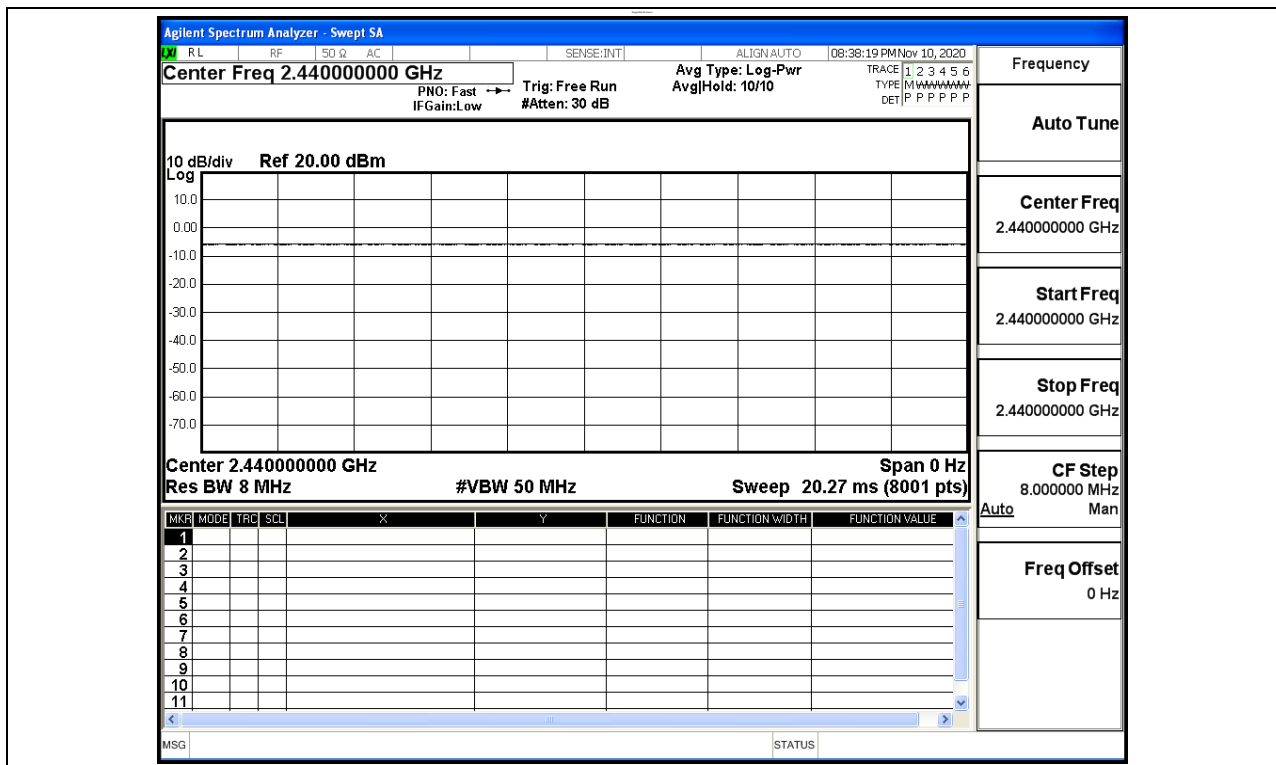 Agilent Spectrum Analyzer - Swept SA
LXI RL RF 50 Ω AC SENSE:INT ALIGN AUTO 08:38:19 PM Nov 10, 2020
Center Freq 2.440000000 GHz
PNO: Fast
IFGain:Low
Trig: Free Run
#Atten: 30 dB
Avg Type: Log-Pwr
Avg|Hold: 10/10
TRACE 1 2 3 4 5 6
TYPE M WWWWW
DET P P P P P P
10 dB/div Ref 20.00 dBm
Log
10.0
0.00
-10.0
-20.0
-30.0
-40.0
-50.0
-60.0
-70.0
Center 2.440000000 GHz Span 0 Hz
Res BW 8 MHz #VBW 50 MHz Sweep 20.27 ms (8001 pts)
MKR MODE TRC SCL X Y FUNCTION FUNCTION WIDTH FUNCTION VALUE
1
2
3
4
5
6
7
8
9
10
11
MSG STATUS
Frequency
Auto Tune
Center Freq
2.440000000 GHz
Start Freq
2.440000000 GHz
Stop Freq
2.440000000 GHz
CF Step
8.000000 MHz
Auto Man
Freq Offset
0 Hz